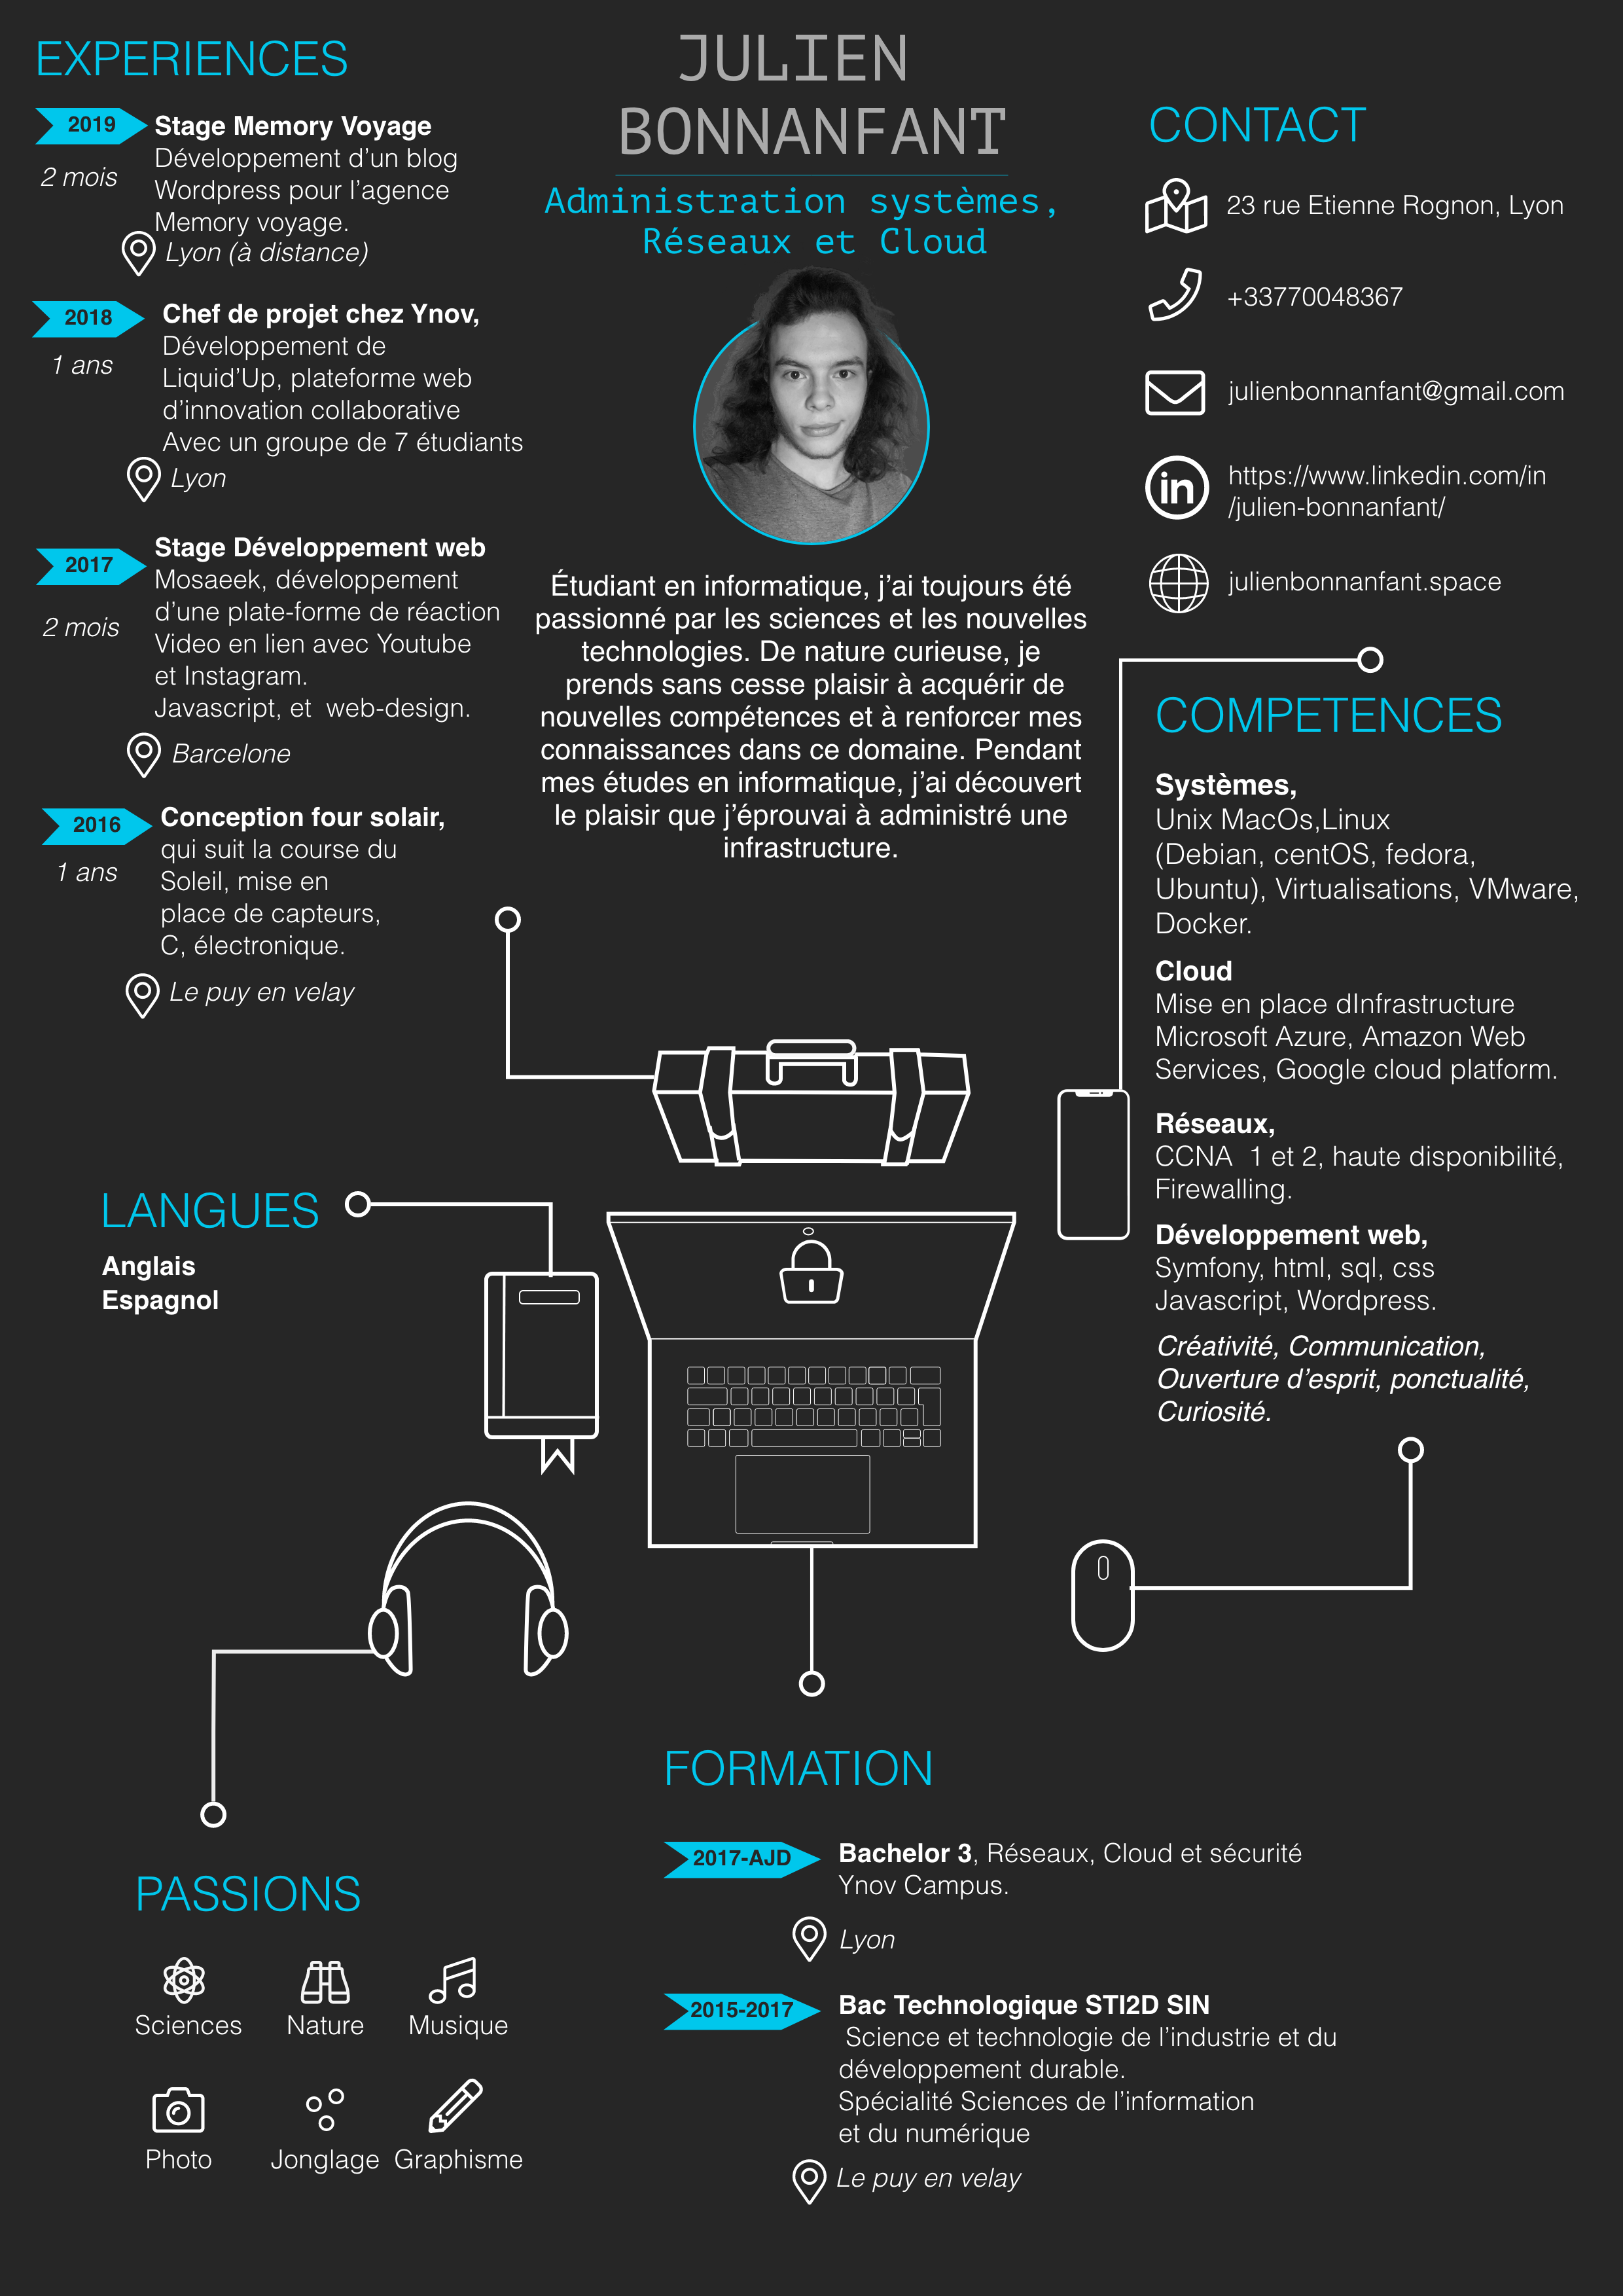 EXPERIENCES
2019
2 mois
Stage Memory Voyage
Développement d'un blog
Wordpress pour l'agence
Memory voyage.
Lyon (à distance)
2018
1 ans
Chef de projet chez Ynov,
Développement de
Liquid'Up, plateforme web
d'innovation collaborative
Avec un groupe de 7 étudiants
Lyon
2017
2 mois
Stage Développement web
Mosaeek, développement
d'une plate-forme de réaction
Video en lien avec Youtube
et Instagram.
Javascript, et  web-design.
Barcelone
2016
1 ans
Conception four solair,
qui suit la course du
Soleil, mise en
place de capteurs,
C, électronique.
Le puy en velay
JULIEN
BONNANFANT
Administration systèmes,
Réseaux et Cloud
Étudiant en informatique, j'ai toujours été
passionné par les sciences et les nouvelles
technologies. De nature curieuse, je
prends sans cesse plaisir à acquérir de
nouvelles compétences et à renforcer mes
connaissances dans ce domaine. Pendant
mes études en informatique, j'ai découvert
le plaisir que j'éprouvai à administré une
infrastructure.
CONTACT
23 rue Etienne Rognon, Lyon
+33770048367
julienbonnanfant@gmail.com
in
https://www.linkedin.com/in
/julien-bonnanfant/
julienbonnanfant.space
COMPETENCES
Systèmes,
Unix MacOs,Linux
(Debian, centOS, fedora,
Ubuntu), Virtualisations, VMware,
Docker.
Cloud
Mise en place dInfrastructure
Microsoft Azure, Amazon Web
Services, Google cloud platform.
Réseaux,
CCNA  1 et 2, haute disponibilité,
Firewalling.
Développement web,
Symfony, html, sql, css
Javascript, Wordpress.
Créativité, Communication,
Ouverture d'esprit, ponctualité,
Curiosité.
LANGUES
Anglais
Espagnol
PASSIONS
Sciences Nature Musique
Photo Jonglage Graphisme
FORMATION
2017-AJD
Bachelor 3, Réseaux, Cloud et sécurité
Ynov Campus.
Lyon
2015-2017
Bac Technologique STI2D SIN
Science et technologie de l'industrie et du
développement durable.
Spécialité Sciences de l'information
et du numérique
Le puy en velay